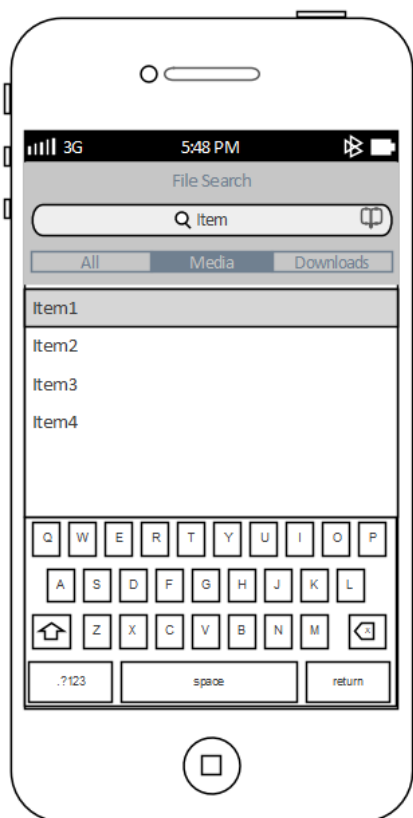 3G 5:48 PM
File Search
Item
All Media Downloads
Item1
Item2
Item3
Item4
Q W E R T Y U I O P
A S D F G H J K L
Z X C V B N M X
.?123 space return